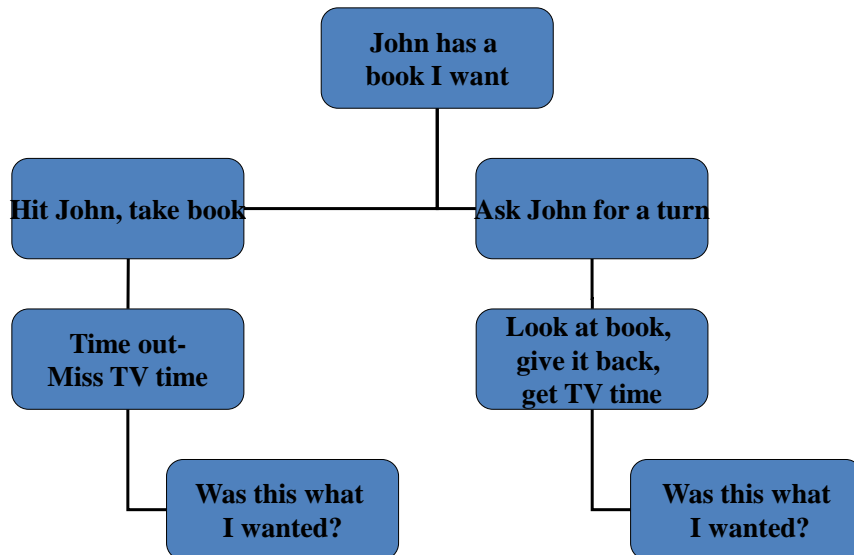 John has a
book I want
Hit John, take book
Ask John for a turn
Time out-
Miss TV time
Look at book,
give it back,
get TV time
Was this what
I wanted?
Was this what
I wanted?